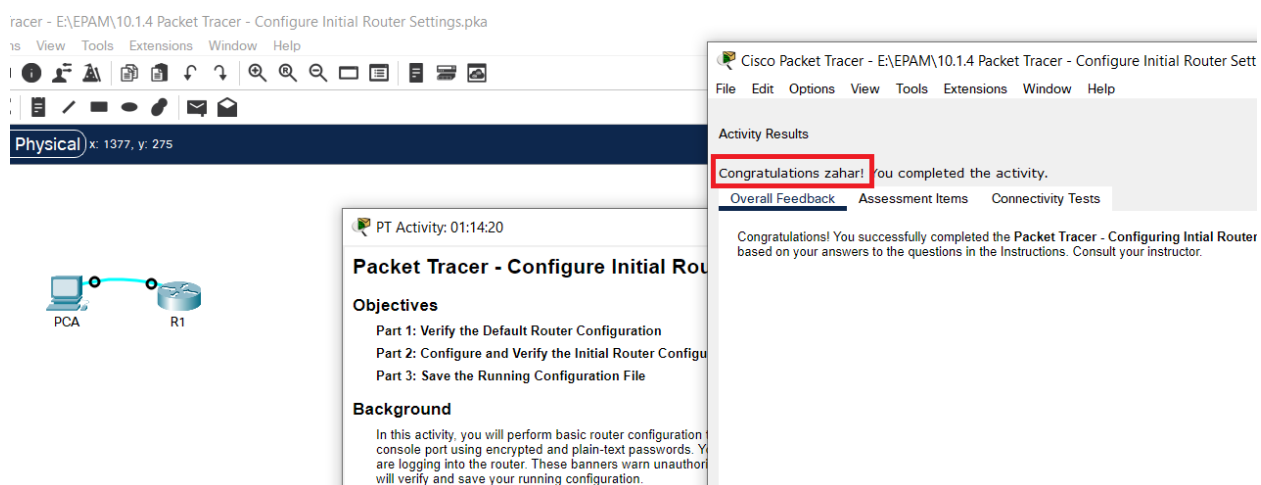 racer - E:\EPAM\10.1.4 Packet Tracer - Configure Initial Router Settings.pka
ns View Tools Extensions Window Help
Physical x: 1377, y: 275
PCA
R1
PT Activity: 01:14:20
Packet Tracer - Configure Initial Rou
Objectives
Part 1: Verify the Default Router Configuration
Part 2: Configure and Verify the Initial Router Configu
Part 3: Save the Running Configuration File
Background
In this activity, you will perform basic router configuration
console port using encrypted and plain-text passwords. Y
are logging into the router. These banners warn unauthori
will verify and save your running configuration.
Cisco Packet Tracer - E:\EPAM\10.1.4 Packet Tracer - Configure Initial Router Sett
File Edit Options View Tools Extensions Window Help
Activity Results
Congratulations zahar! You completed the activity.
Overall Feedback Assessment Items Connectivity Tests
Congratulations! You successfully completed the Packet Tracer - Configuring Intial Router
based on your answers to the questions in the Instructions. Consult your instructor.